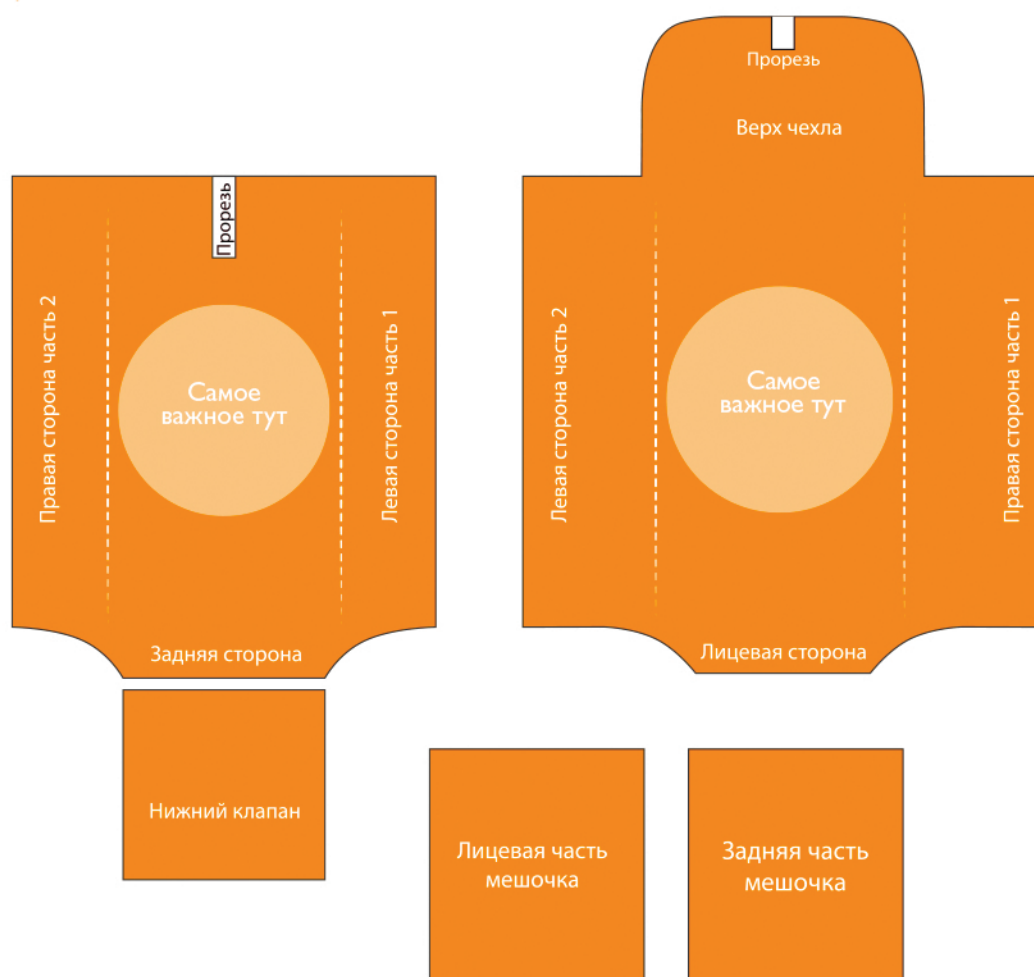 Прорезь
Верх чехла
Прорезь
Правая сторона часть 2
Самое
важное тут
Левая сторона часть 1
Задняя сторона
Левая сторона часть 2
Самое
важное тут
Правая сторона часть 1
Лицевая сторона
Нижний клапан
Лицевая часть
мешочка
Задняя часть
мешочка